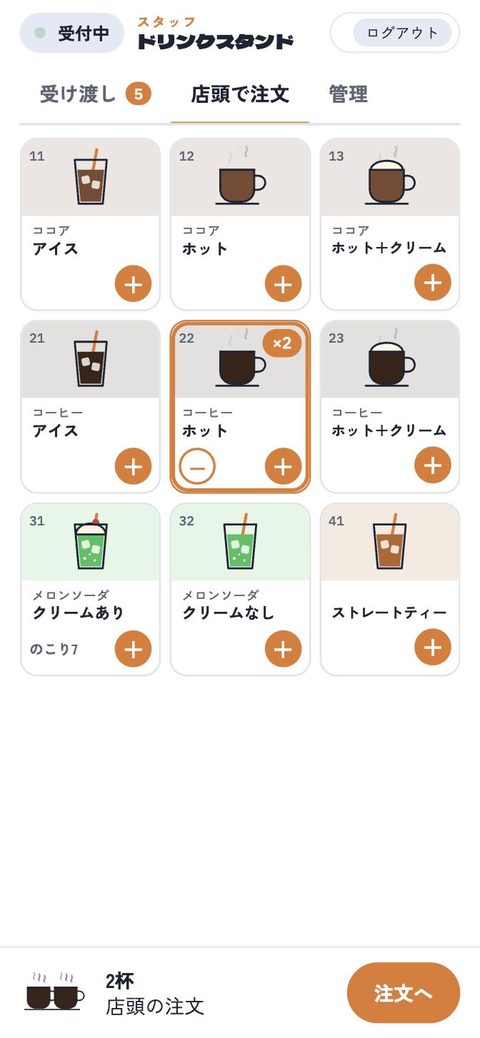 受付中
スタッフ
ドリンクスタンド
ログアウト
受け渡し 5
店頭で注文
管理
11
ココア
アイス
12
ココア
ホット
13
ココア
ホット+クリーム
21
コーヒー
アイス
22
×2
コーヒー
ホット
23
コーヒー
ホット+クリーム
31
メロンソーダ
クリームあり
のこり7
32
メロンソーダ
クリームなし
41
ストレートティー
2杯
店頭の注文
注文へ